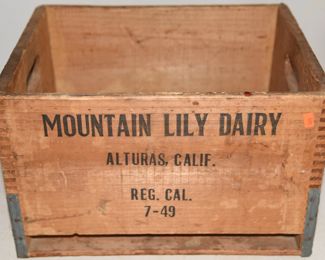 MOUNTAIN LILY DAIRY
ALTURAS, CALIF.
REG. CAL.
7-49